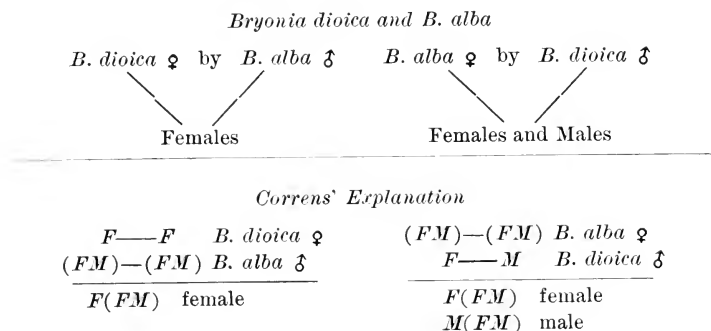 Bryonia dioica and B. alba
B. dioica ♀ by B. alba ♂ B. alba ♀ by B. dioica ♂
Females Females and Males
Correns' Explanation
F——F B. dioica ♀
(FM)—(FM) B. alba ♂
F(FM) female
(FM)—(FM) B. alba ♀
F——M B. dioica ♂
F(FM) female
M(FM) male